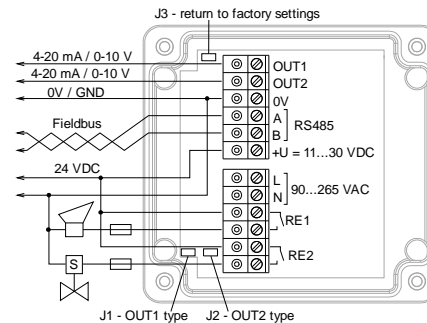 J3 - return to factory settings
4-20 mA / 0-10 V
OUT1
4-20 mA / 0-10 V
OUT2
0V / GND
0V
Fieldbus
A
B
RS485
+U = 11...30 VDC
24 VDC
L
N
90...265 VAC
RE1
RE2
S
J1 - OUT1 type
J2 - OUT2 type